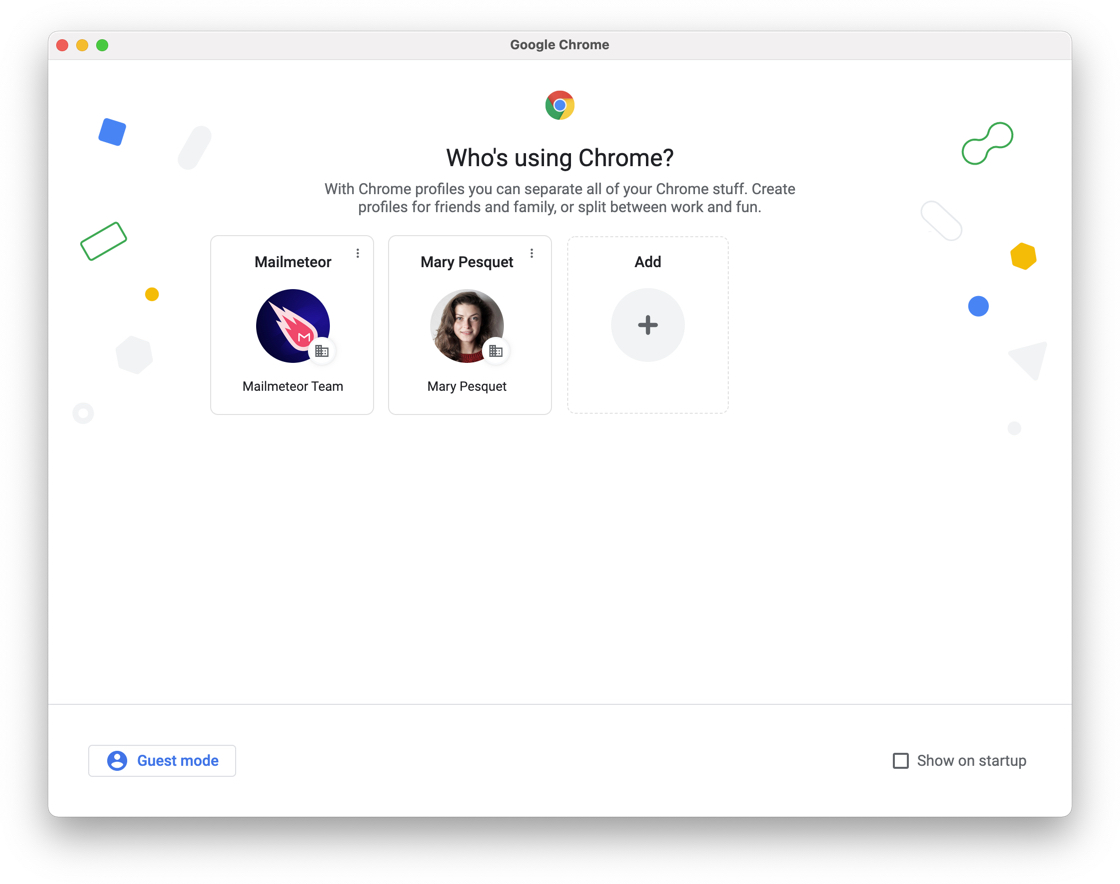 Google Chrome
Who's using Chrome?
With Chrome profiles you can separate all of your Chrome stuff. Create
profiles for friends and family, or split between work and fun.
Mailmeteor
Mailmeteor Team
Mary Pesquet
Mary Pesquet
Add
Guest mode
Show on startup